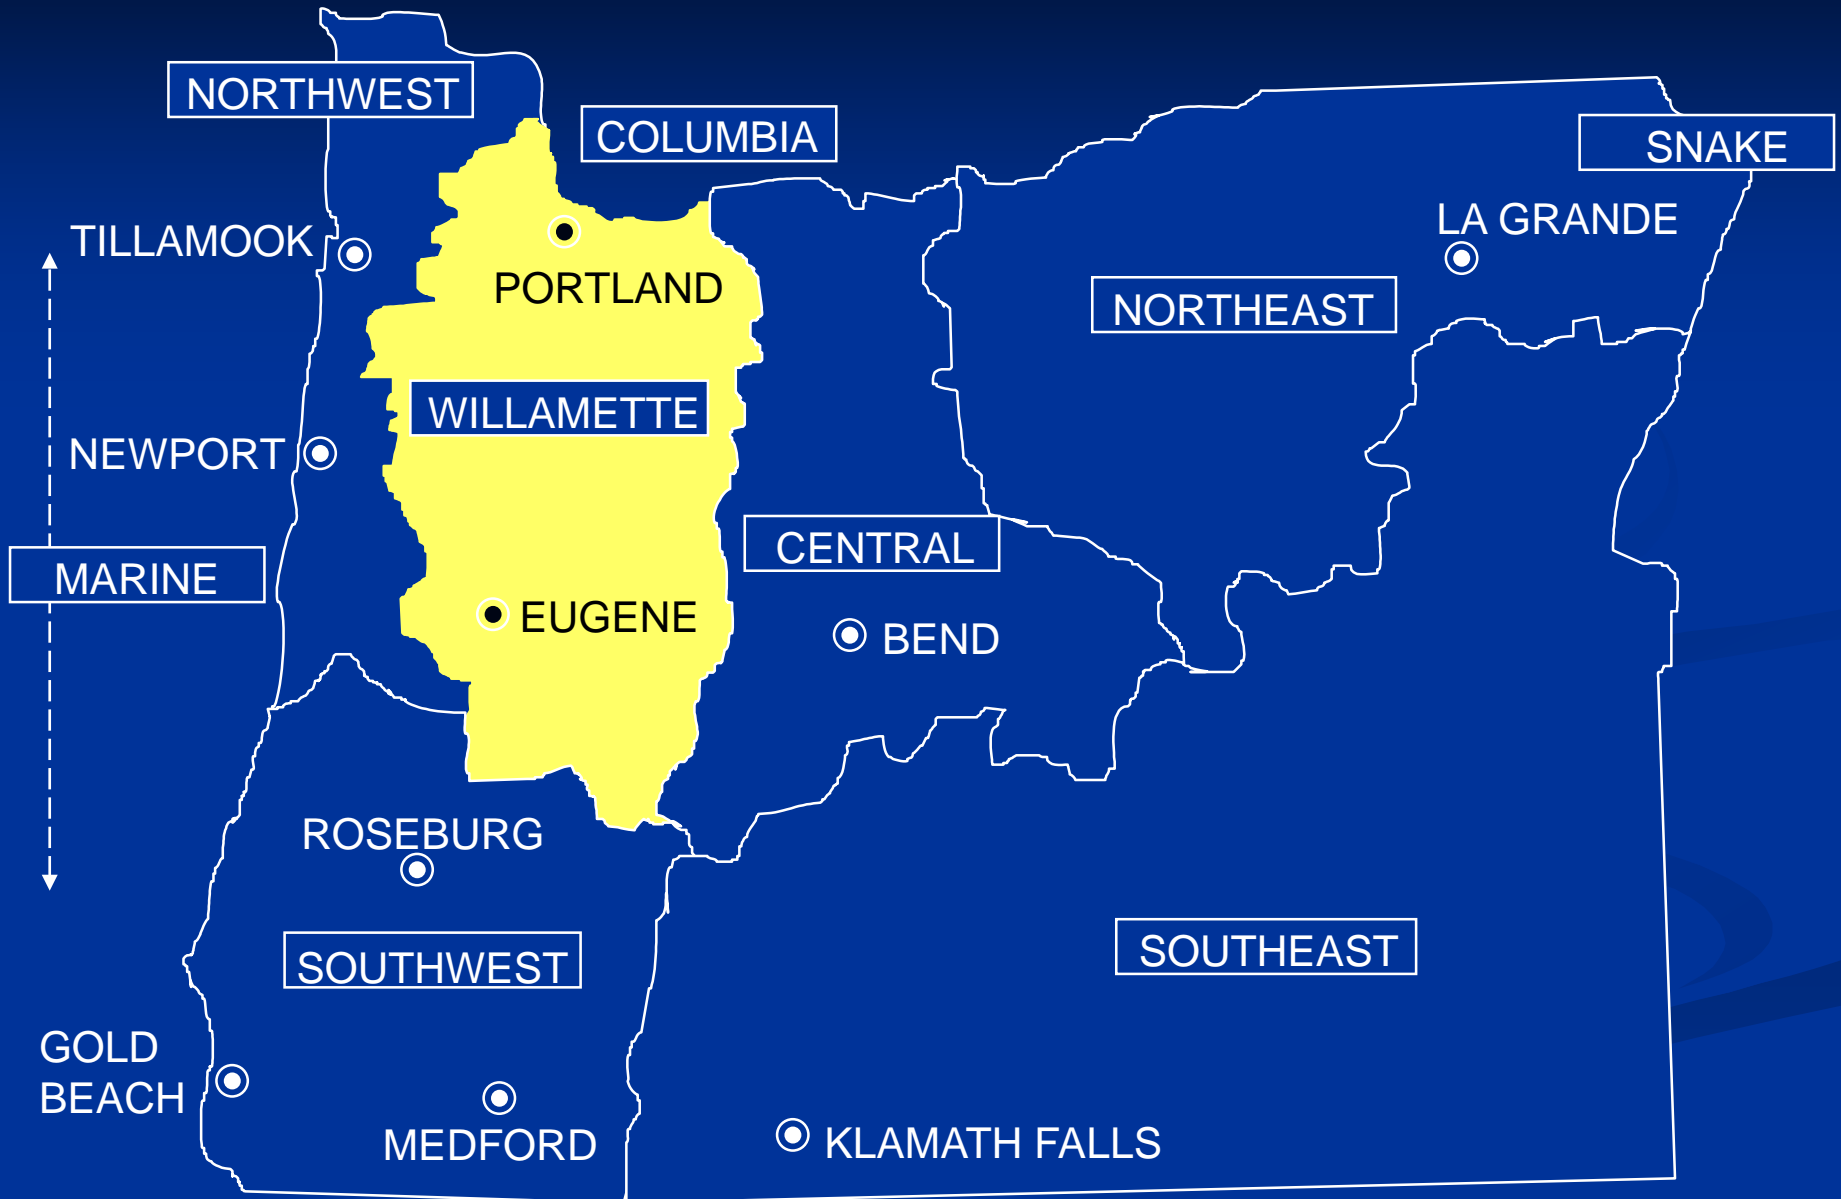 NORTHWEST
COLUMBIA
SNAKE
TILLAMOOK
LA GRANDE
PORTLAND
NORTHEAST
WILLAMETTE
NEWPORT
CENTRAL
MARINE
EUGENE
BEND
ROSEBURG
SOUTHWEST
SOUTHEAST
GOLD
BEACH
MEDFORD
KLAMATH FALLS